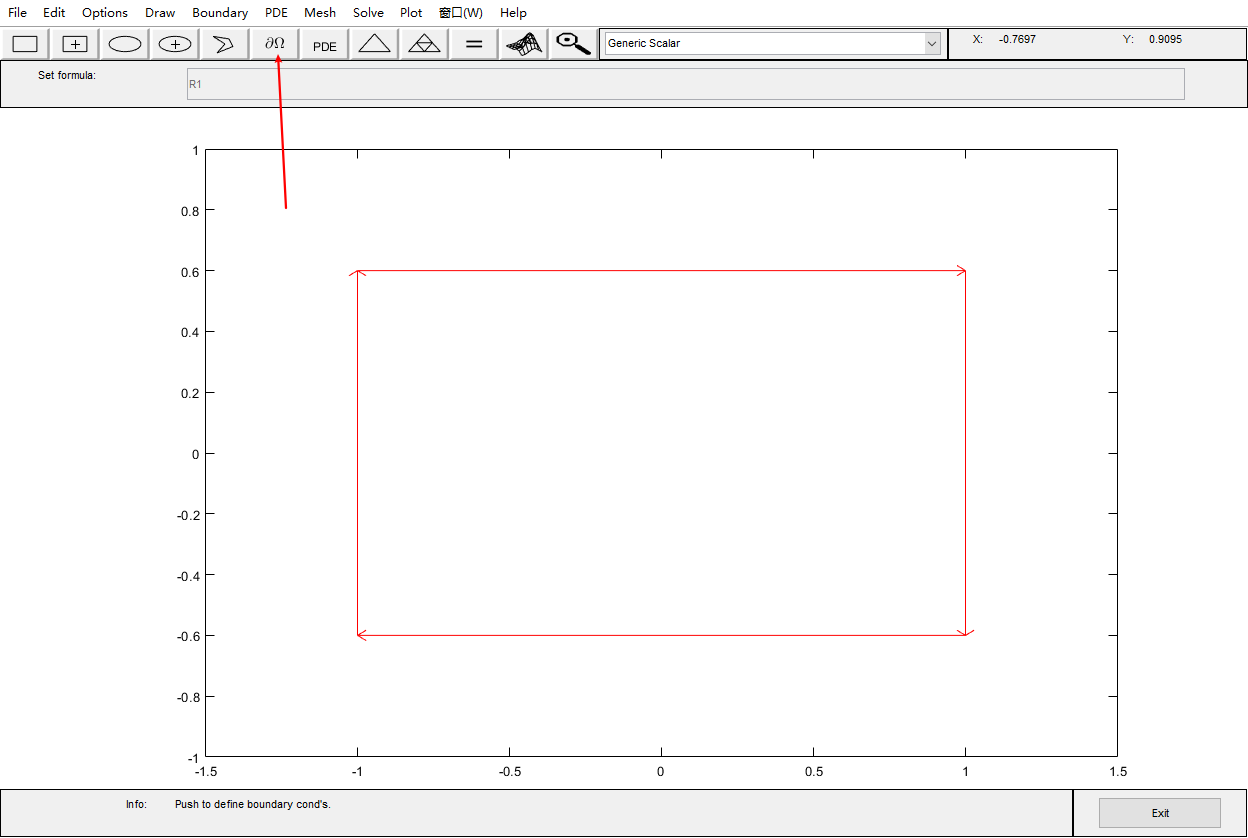 File Edit Options Draw Boundary PDE Mesh Solve Plot 窗口(W) Help
∂Ω PDE Generic Scalar X: -0.7697 Y: 0.9095
Set formula: R1
1
0.8
0.6
0.4
0.2
0
-0.2
-0.4
-0.6
-0.8
-1
-1.5 -1 -0.5 0 0.5 1 1.5
Info: Push to define boundary cond's. Exit